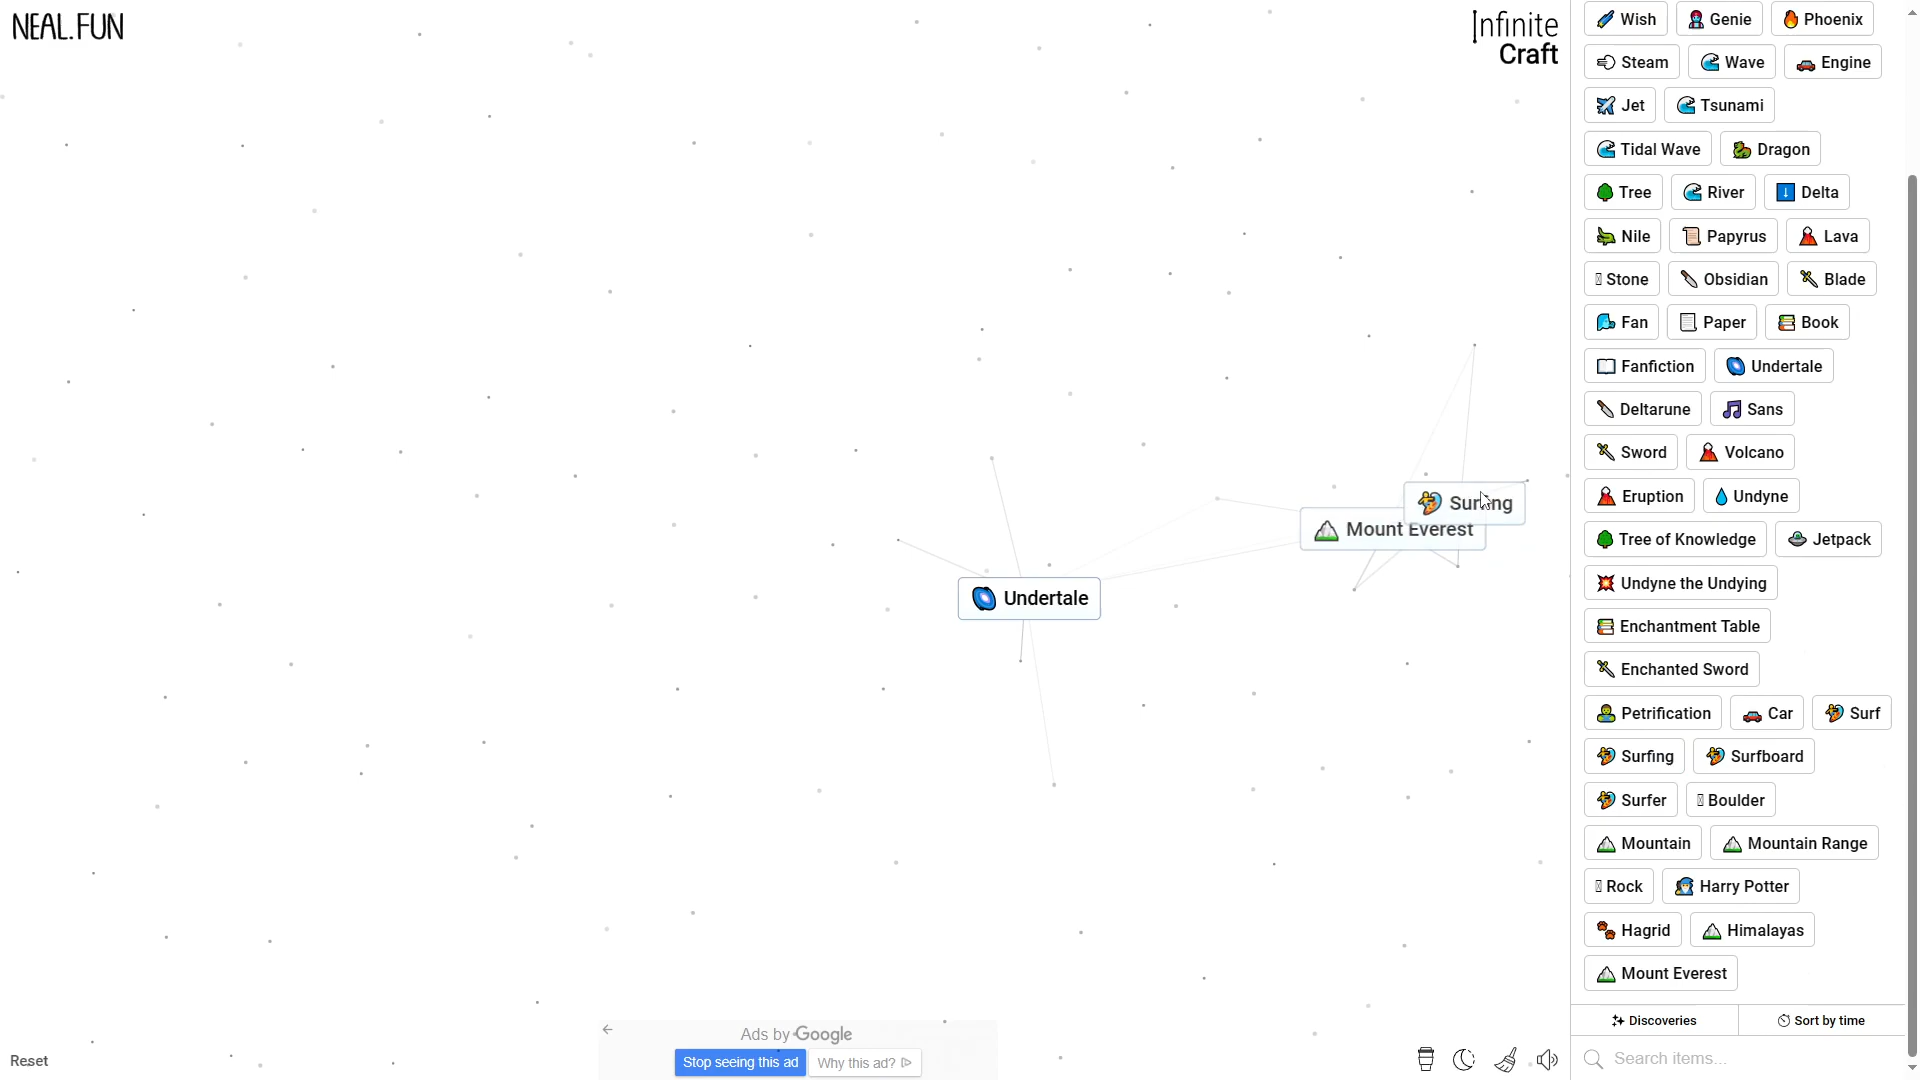 NEAL.FUN
Infinite
Craft
Wish Genie Phoenix
Steam Wave Engine
Jet Tsunami
Tidal Wave Dragon
Tree River Delta
Nile Papyrus Lava
Stone Obsidian Blade
Fan Paper Book
Fanfiction Undertale
Deltarune Sans
Sword Volcano
Eruption Undyne
Tree of Knowledge Jetpack
Undyne the Undying
Enchantment Table
Enchanted Sword
Petrification Car Surf
Surfing Surfboard
Surfer Boulder
Mountain Mountain Range
Rock Harry Potter
Hagrid Himalayas
Mount Everest
Discoveries Sort by time
Search items...
Surfing
Mount Everest
Undertale
Ads by Google
Stop seeing this ad Why this ad?
Reset